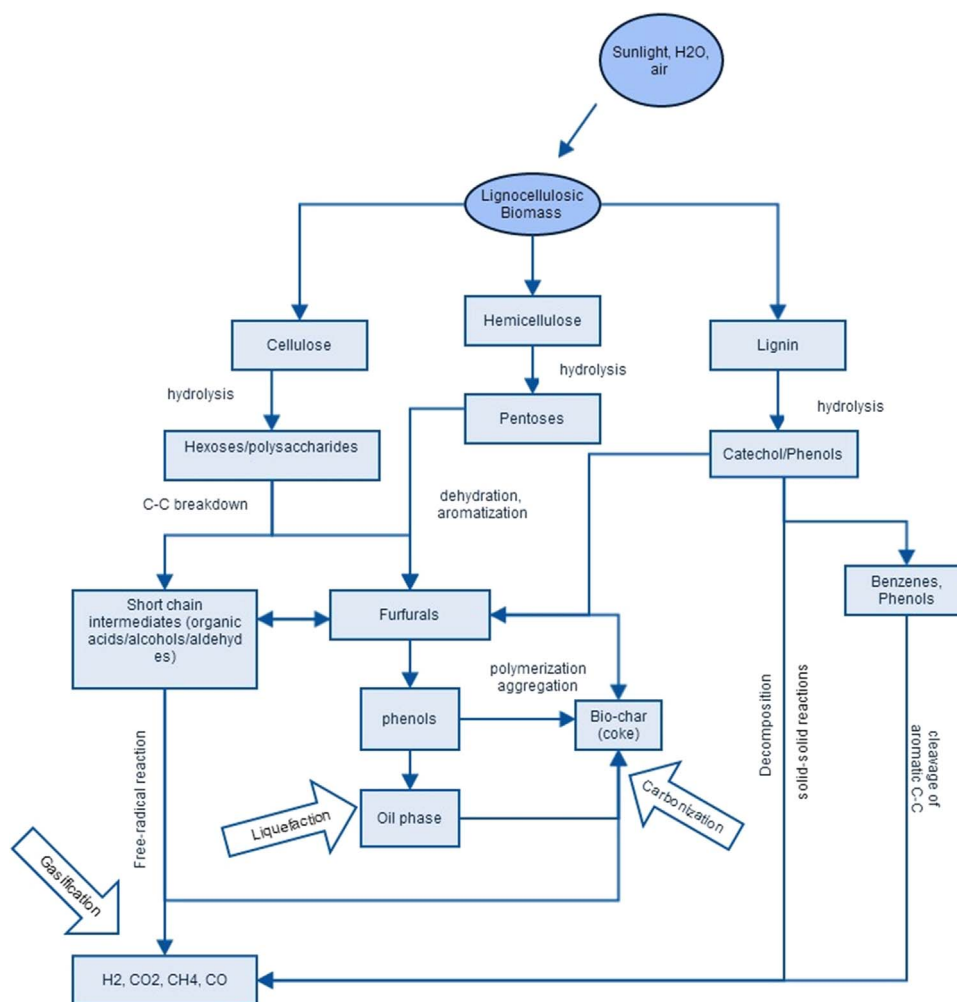 Sunlight, H2O,
air
Lignocellulosic
Biomass
Cellulose
Hemicellulose
Lignin
hydrolysis
hydrolysis
hydrolysis
Hexoses/polysaccharides
Pentoses
Catechol/Phenols
C-C breakdown
dehydration,
aromatization
Short chain
intermediates (organic
acids/alcohols/aldehyd
es)
Furfurals
Benzenes,
Phenols
polymerization
aggregation
phenols
Bio-char
(coke)
Oil phase
Free-radical reaction
Decomposition
solid-solid reactions
cleavage of
aromatic C-C
Liquefaction
Carbonization
Gasification
H2, CO2, CH4, CO